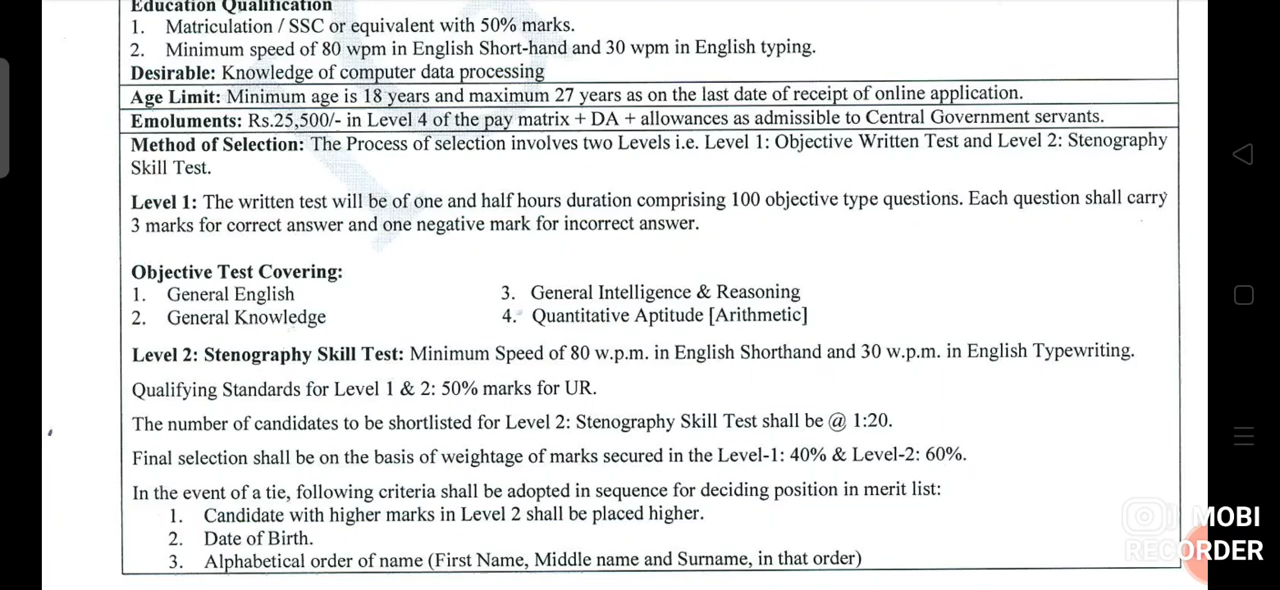 Education Qualification
1. Matriculation / SSC or equivalent with 50% marks.
2. Minimum speed of 80 wpm in English Short-hand and 30 wpm in English typing.
Desirable: Knowledge of computer data processing
Age Limit: Minimum age is 18 years and maximum 27 years as on the last date of receipt of online application.
Emoluments: Rs.25,500/- in Level 4 of the pay matrix + DA + allowances as admissible to Central Government servants.
Method of Selection: The Process of selection involves two Levels i.e. Level 1: Objective Written Test and Level 2: Stenography
Skill Test.
Level 1: The written test will be of one and half hours duration comprising 100 objective type questions. Each question shall carry
3 marks for correct answer and one negative mark for incorrect answer.
Objective Test Covering:
1. General English
2. General Knowledge
3. General Intelligence & Reasoning
4. Quantitative Aptitude [Arithmetic]
Level 2: Stenography Skill Test: Minimum Speed of 80 w.p.m. in English Shorthand and 30 w.p.m. in English Typewriting.
Qualifying Standards for Level 1 & 2: 50% marks for UR.
The number of candidates to be shortlisted for Level 2: Stenography Skill Test shall be @ 1:20.
Final selection shall be on the basis of weightage of marks secured in the Level-1: 40% & Level-2: 60%.
In the event of a tie, following criteria shall be adopted in sequence for deciding position in merit list:
1. Candidate with higher marks in Level 2 shall be placed higher.
2. Date of Birth.
3. Alphabetical order of name (First Name, Middle name and Surname, in that order)
MOBI
RECORDER